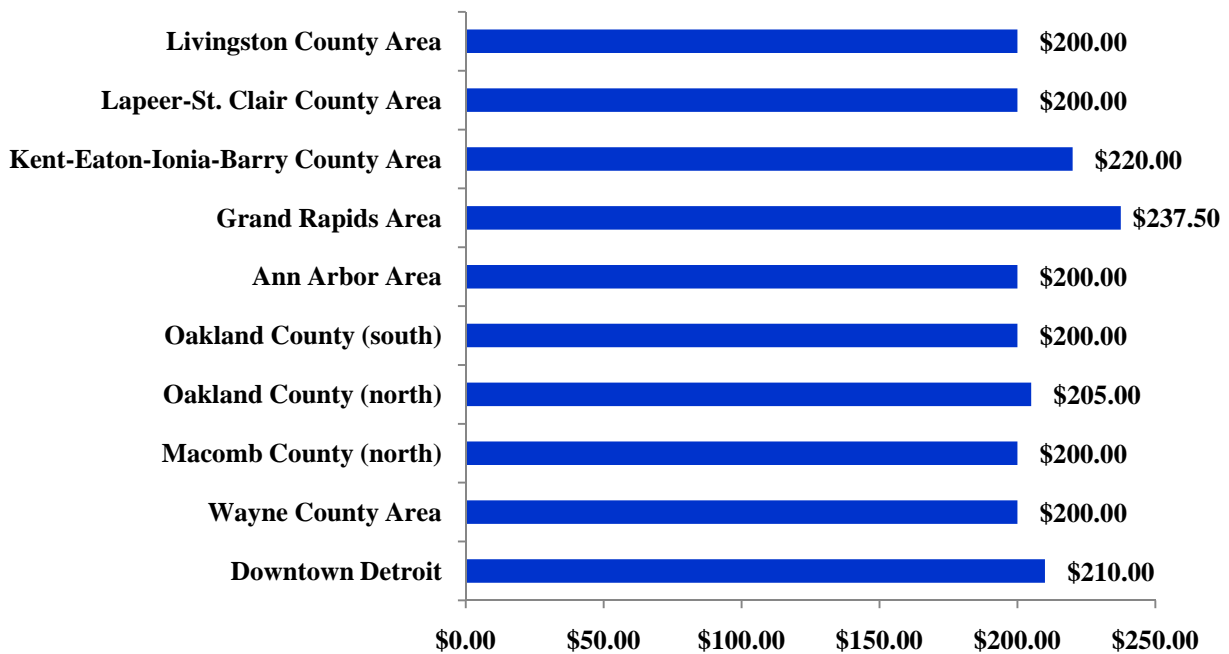 Livingston County Area $200.00
Lapeer-St. Clair County Area $200.00
Kent-Eaton-Ionia-Barry County Area $220.00
Grand Rapids Area $237.50
Ann Arbor Area $200.00
Oakland County (south) $200.00
Oakland County (north) $205.00
Macomb County (north) $200.00
Wayne County Area $200.00
Downtown Detroit $210.00
$0.00 $50.00 $100.00 $150.00 $200.00 $250.00